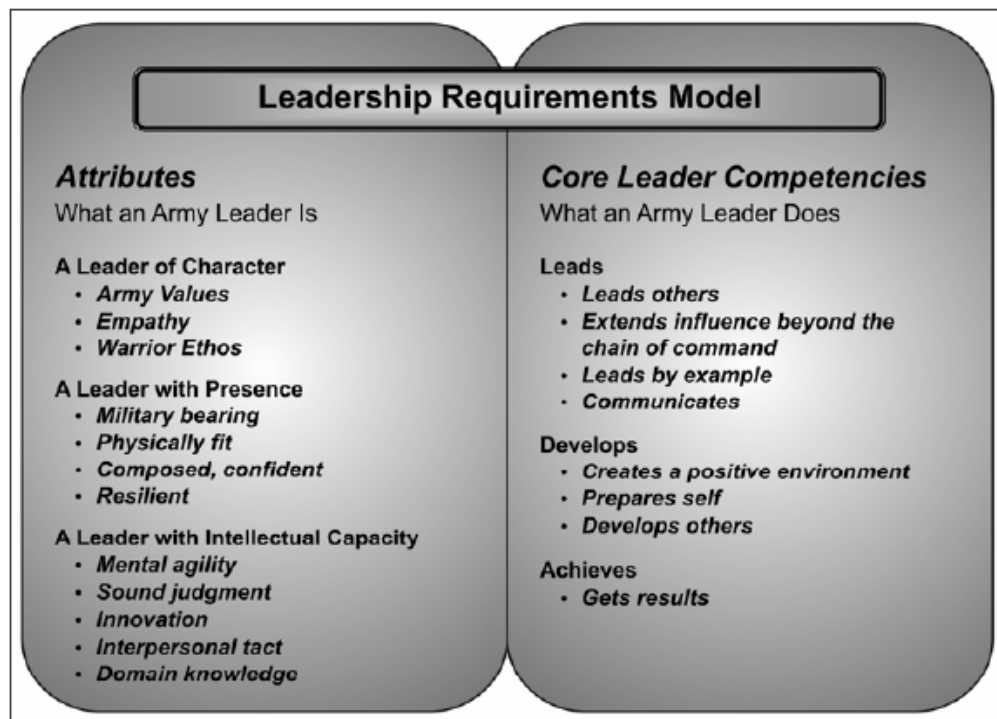 Leadership Requirements Model
Attributes
What an Army Leader Is
A Leader of Character
• Army Values
• Empathy
• Warrior Ethos
A Leader with Presence
• Military bearing
• Physically fit
• Composed, confident
• Resilient
A Leader with Intellectual Capacity
• Mental agility
• Sound judgment
• Innovation
• Interpersonal tact
• Domain knowledge
Core Leader Competencies
What an Army Leader Does
Leads
• Leads others
• Extends influence beyond the
chain of command
• Leads by example
• Communicates
Develops
• Creates a positive environment
• Prepares self
• Develops others
Achieves
• Gets results